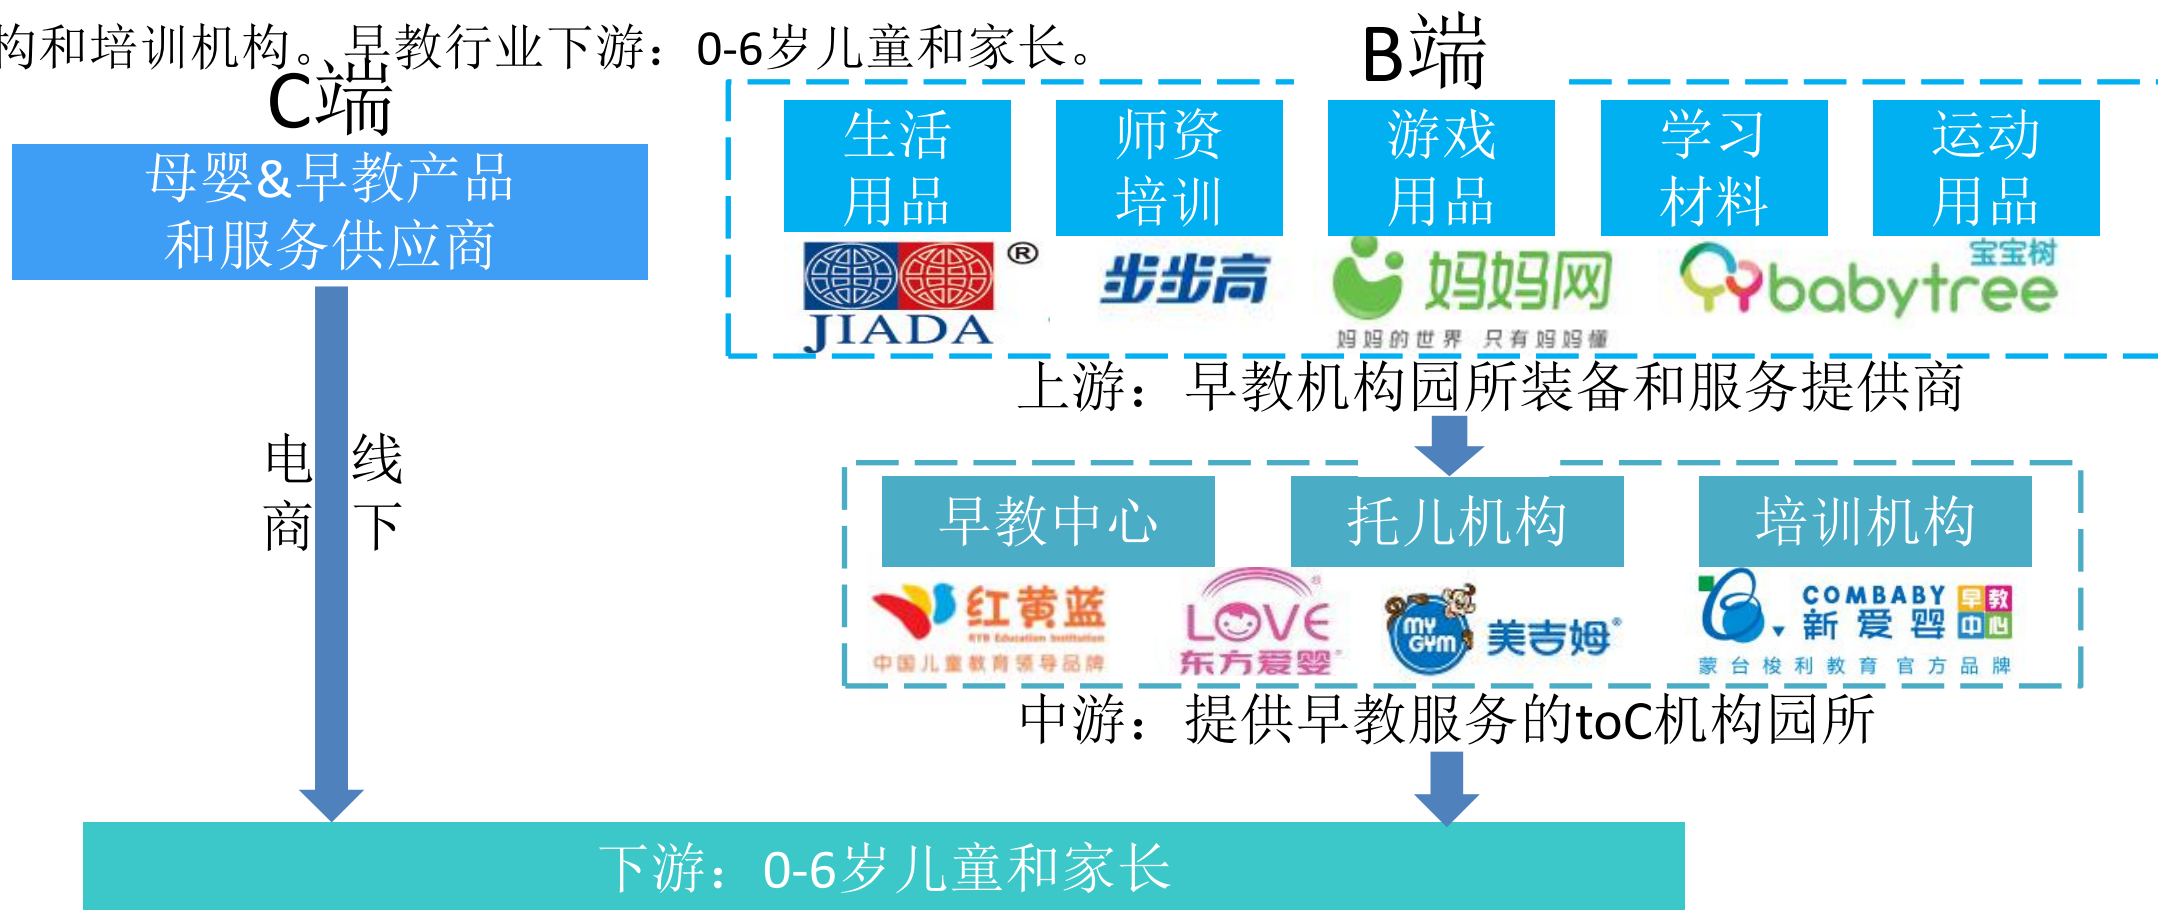 构和培训机构。早教行业下游：0-6岁儿童和家长。
C端
母婴&早教产品
和服务供应商
电商
线下
B端
生活
用品
师资
培训
游戏
用品
学习
材料
运动
用品
JIADA
®
步步高
妈妈网
妈妈的世界 只有妈妈懂
宝宝树
babytree
上游：早教机构园所装备和服务提供商
早教中心
托儿机构
培训机构
红黄蓝
RYB Education Institution
中国儿童教育领导品牌
LOVE
东方爱婴
MY GYM
美吉姆
COMBABY
新爱婴
早教中心
蒙台梭利教育 官方品牌
中游：提供早教服务的toC机构园所
下游：0-6岁儿童和家长